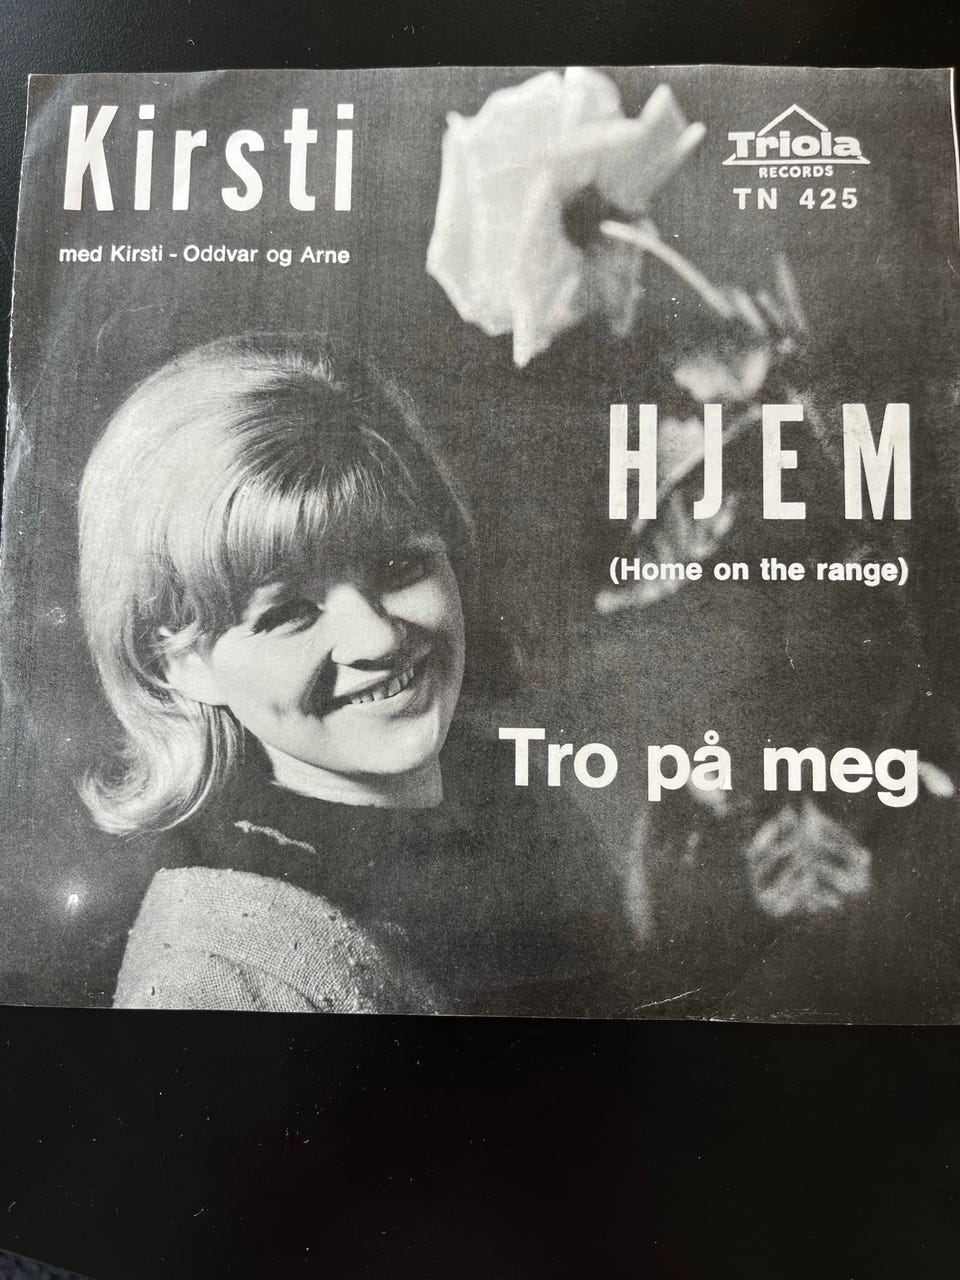 Kirsti
med Kirsti - Oddvar og Arne
Triola
RECORDS
TN 425
HJEM
(Home on the range)
Tro på meg